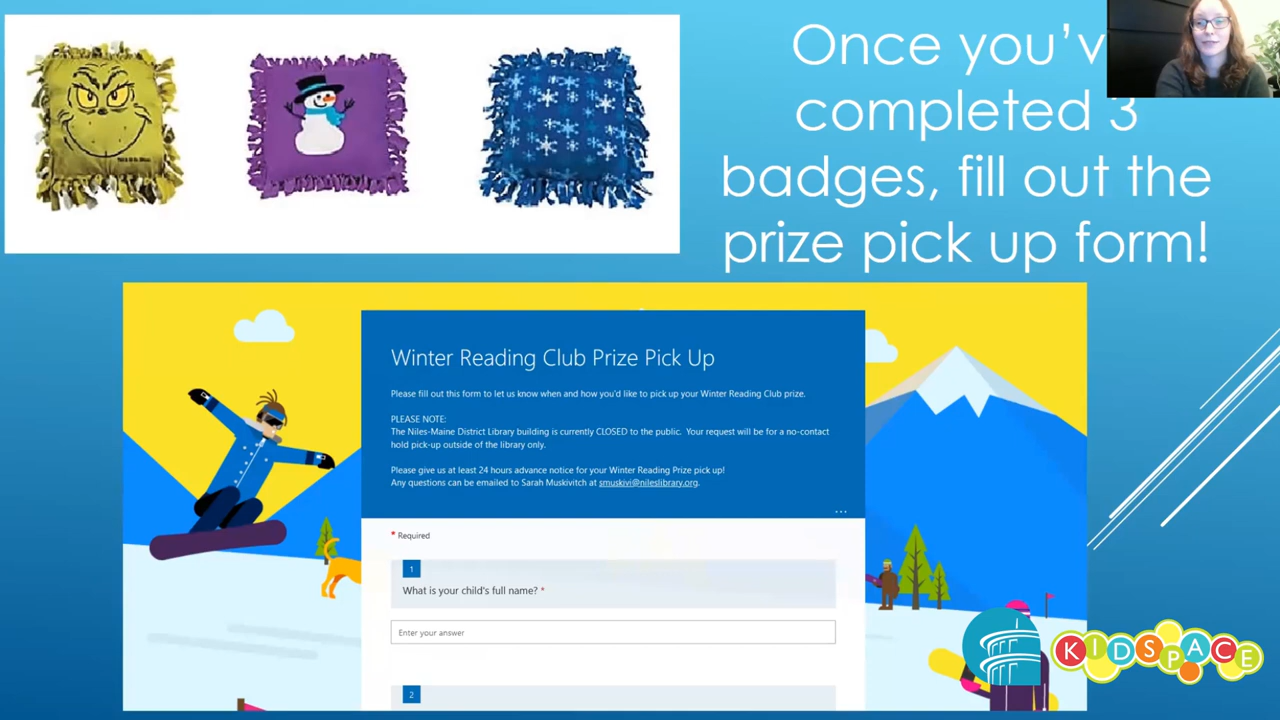 Once you’v
completed 3
badges, fill out the
prize pick up form!
Winter Reading Club Prize Pick Up
Please fill out this form to let us know when and how you'd like to pick up your Winter Reading Club prize.
PLEASE NOTE:
The Niles-Maine District Library building is currently CLOSED to the public. Your request will be for a no-contact
hold pick-up outside of the library only.
Please give us at least 24 hours advance notice for your Winter Reading Prize pick up!
Any questions can be emailed to Sarah Muskivitch at smuskivi@nileslibrary.org.
...
* Required
1
What is your child's full name? *
Enter your answer
2
KIDSPACE